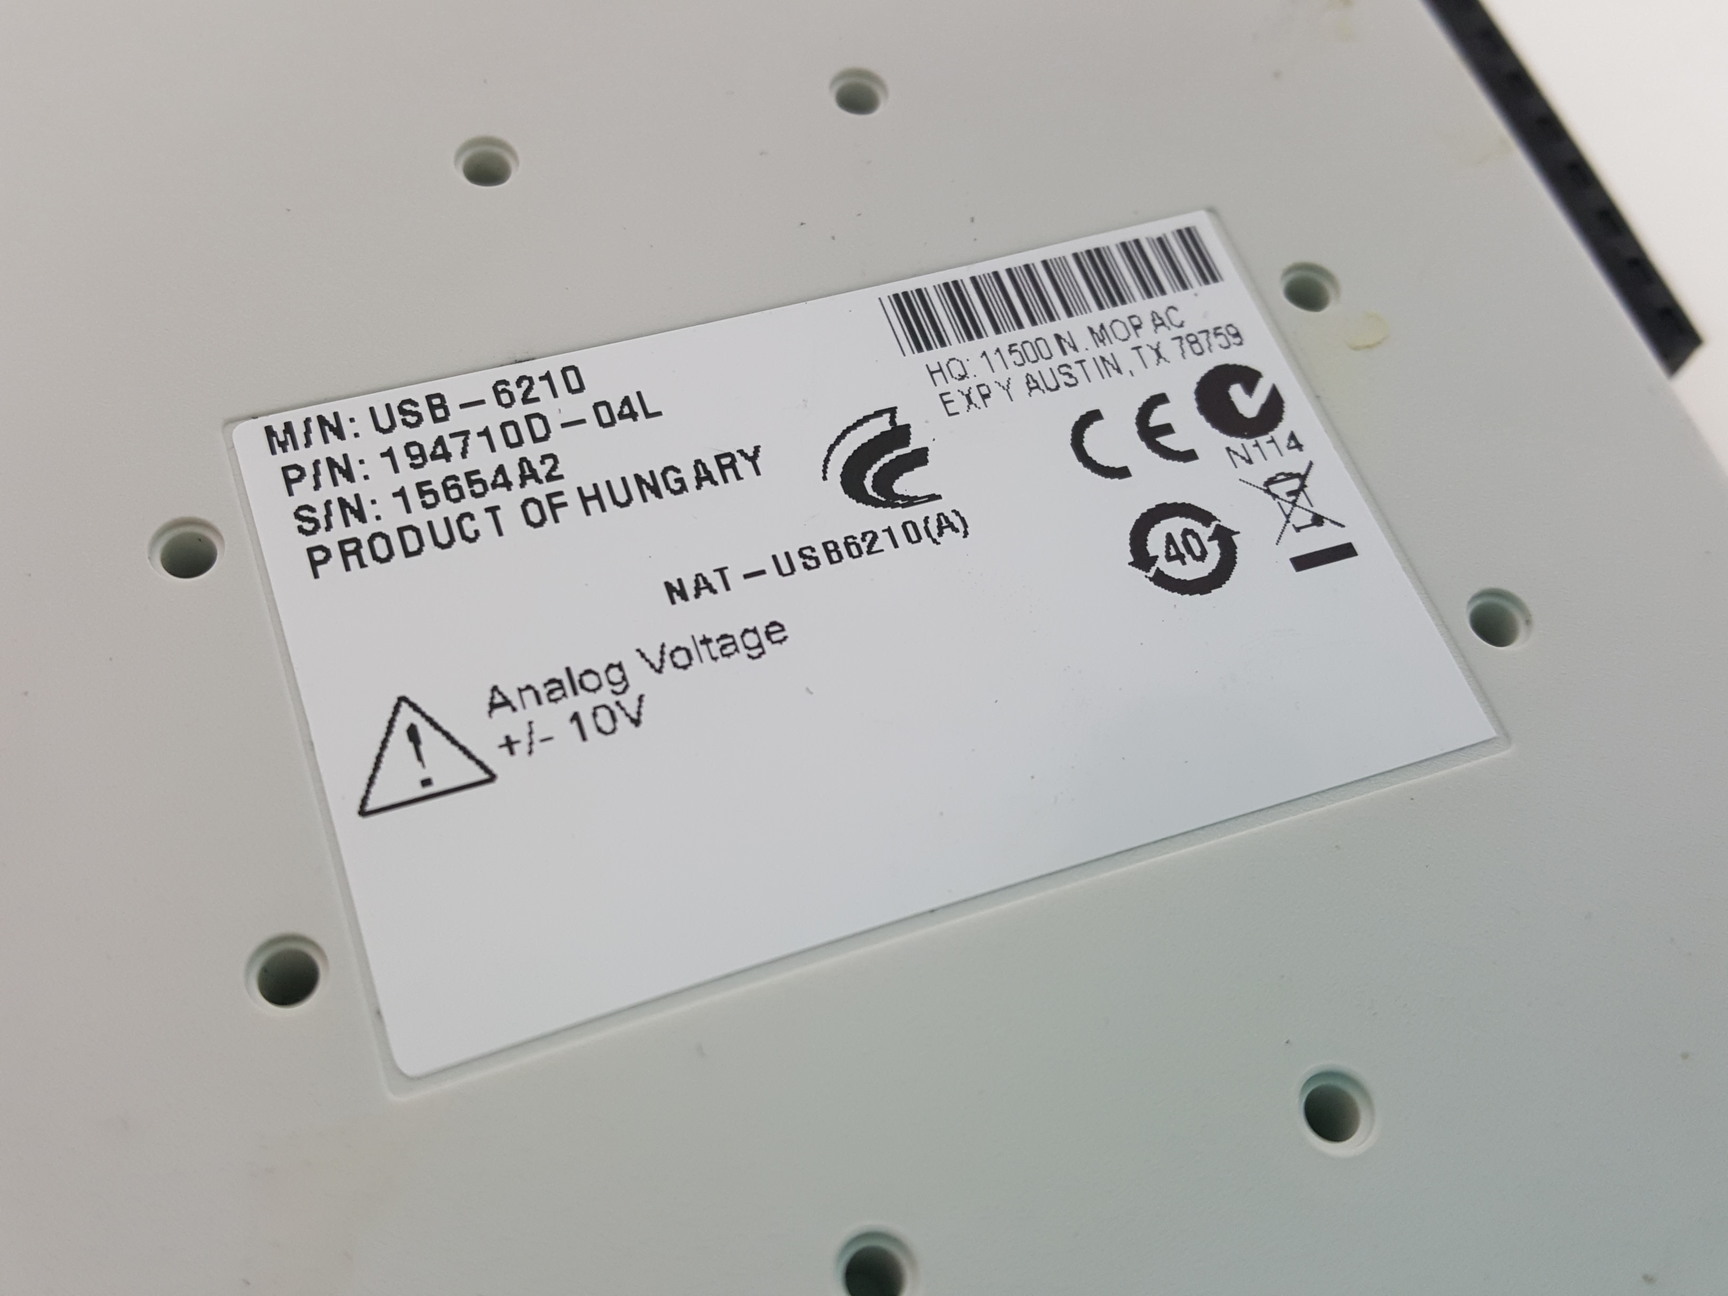 M/N: USB-6210
P/N: 194710D-04L
S/N: 15654A2
PRODUCT OF HUNGARY
HQ: 11500 N. MOPAC
EXPY AUSTIN, TX 78759
CE
N114
NAT-USB6210(A)
40
Analog Voltage
+/- 10V